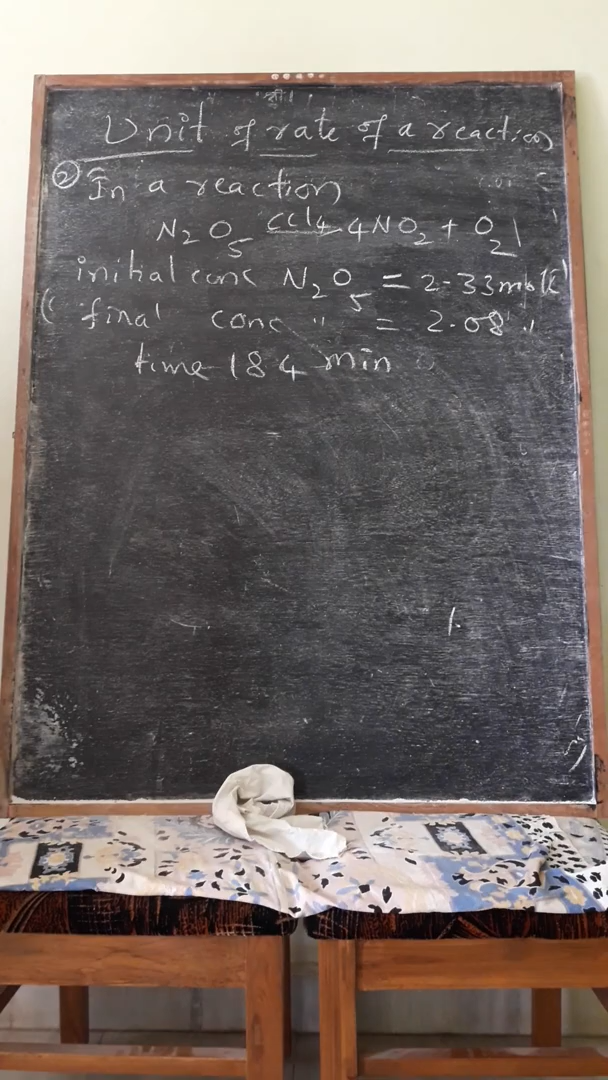 श्री
Unit of rate of a reaction
② In a reaction
N₂O₅ CCl₄ 4NO₂ + O₂
initial conc N₂O₅ = 2.33 mol L⁻¹
final conc " = 2.08 "
time 184 min